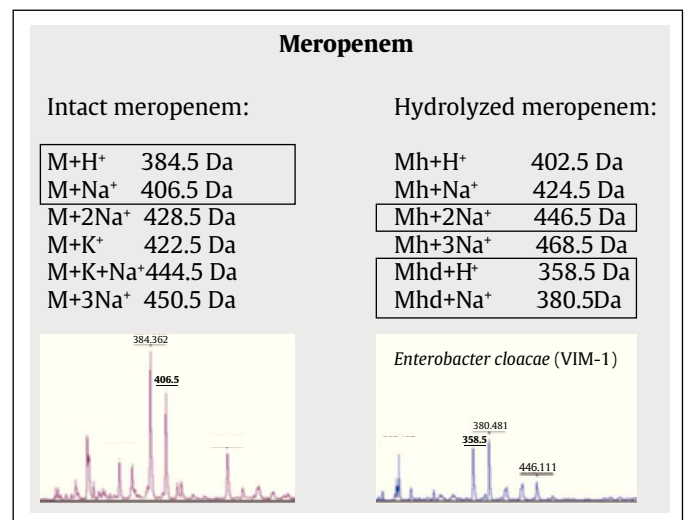 Meropenem
Intact meropenem:
M+H⁺ 384.5 Da
M+Na⁺ 406.5 Da
M+2Na⁺ 428.5 Da
M+K⁺ 422.5 Da
M+K+Na⁺444.5 Da
M+3Na⁺ 450.5 Da
Hydrolyzed meropenem:
Mh+H⁺ 402.5 Da
Mh+Na⁺ 424.5 Da
Mh+2Na⁺ 446.5 Da
Mh+3Na⁺ 468.5 Da
Mhd+H⁺ 358.5 Da
Mhd+Na⁺ 380.5Da
384.362
406.5
Enterobacter cloacae (VIM-1)
380.481
358.5
446.111